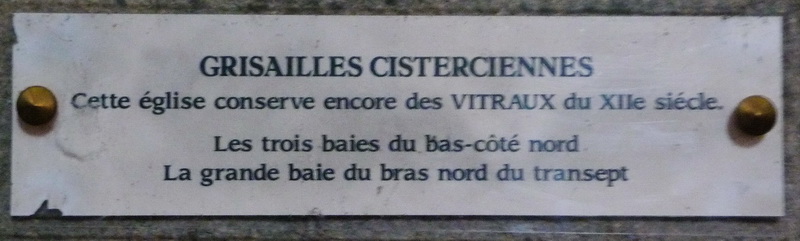 GRISAILLES CISTERCIENNES
Cette église conserve encore des VITRAUX du XIIe siécle.
Les trois baies du bas-côté nord
La grande baie du bras nord du transept